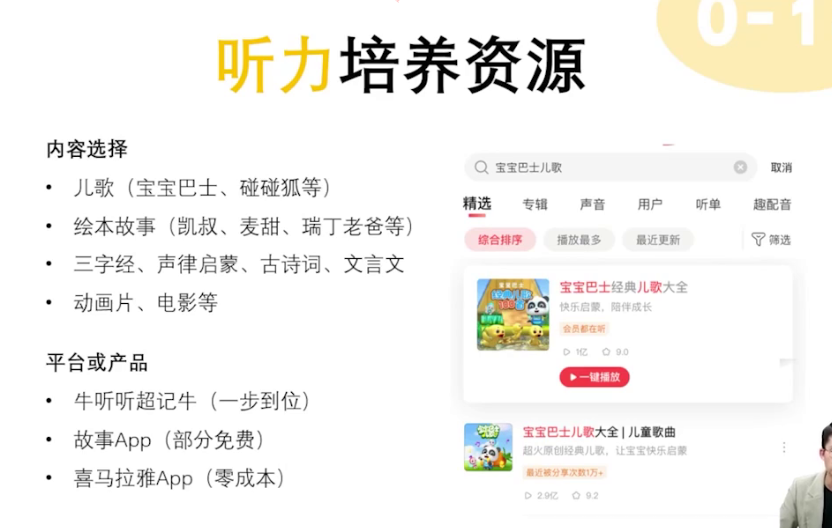 0-1
听力培养资源
内容选择
• 儿歌（宝宝巴士、碰碰狐等）
• 绘本故事（凯叔、麦甜、瑞丁老爸等）
• 三字经、声律启蒙、古诗词、文言文
• 动画片、电影等
平台或产品
• 牛听听超记牛（一步到位）
• 故事App（部分免费）
• 喜马拉雅App（零成本）
宝宝巴士儿歌 取消
精选 专辑 声音 用户 听单 趣配音
综合排序 播放最多 最近更新 筛选
宝宝巴士经典儿歌大全
快乐启蒙，陪伴成长
会员都在听
1亿 9.0
一键播放
宝宝巴士儿歌大全 | 儿童歌曲
超火原创经典儿歌，让宝宝快乐启蒙
最近被分享次数1万+
2.9亿 9.2